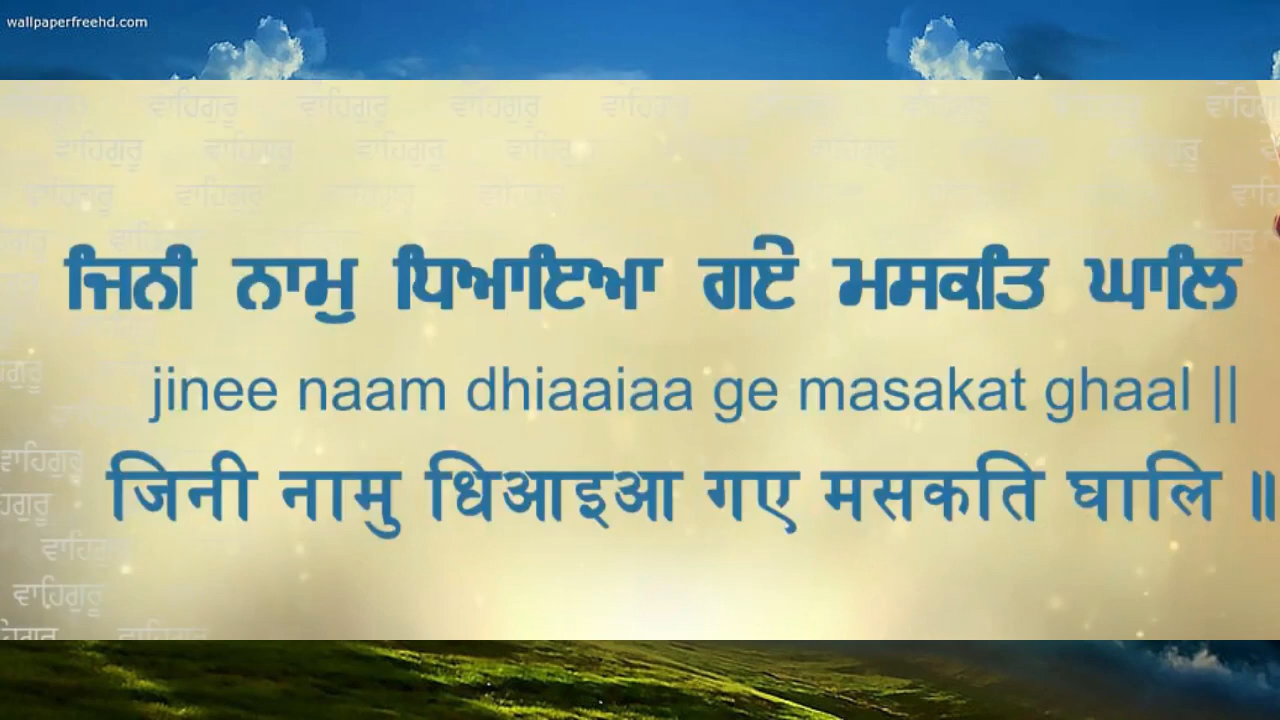 wallpaperfreehd.com
ਵਾਹਿਗੁਰੂ ਵਾਹਿਗੁਰੂ ਵਾਹਿਗੁਰੂ ਵਾਹਿਗੁਰੂ
ਵਾਹਿਗੁਰੂ ਵਾਹਿਗੁਰੂ ਵਾਹਿਗੁਰੂ ਵਾਹਿਗੁਰੂ
ਵਾਹਿਗੁਰੂ ਵਾਹਿਗੁਰੂ ਵਾਹਿਗੁਰੂ
ਜਿਨੀ ਨਾਮੁ ਧਿਆਇਆ ਗਏ ਮਸਕਤਿ ਘਾਲਿ
jinee naam dhiaaiaa ge masakat ghaal ||
ਵਾਹਿਗੁਰੂ
जिनी नामु धिआइआ गए मसकति घालि ॥
ਵਾਹਿਗੁਰੂ
ਵਾਹਿਗੁਰੂ